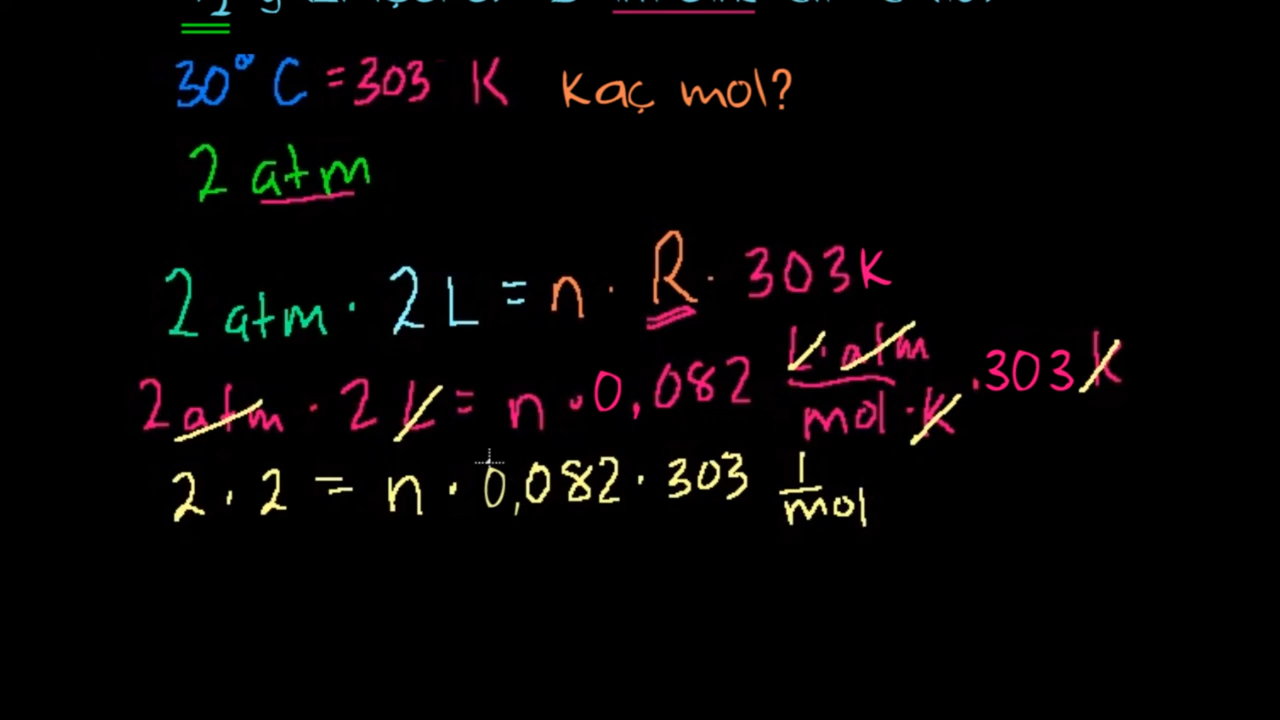 30° C = 303 K Kaç mol?
2 atm
2 atm · 2 L = n · R · 303 K
2 atm · 2 L = n · 0,082 L · atm / mol · K · 303 K
2 · 2 = n · 0,082 · 303 1/mol